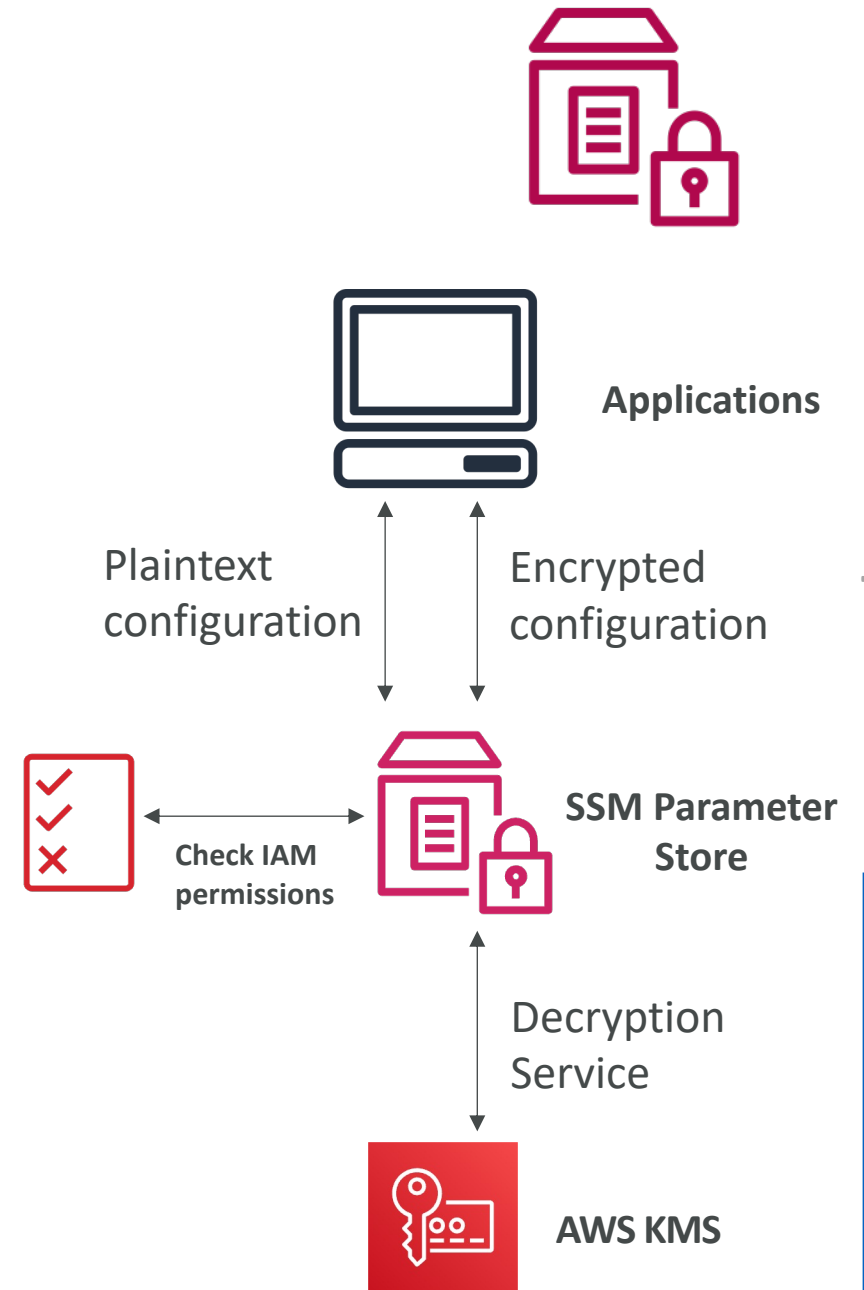 Applications
Plaintext
configuration
Encrypted
configuration
SSM Parameter
Store
Check IAM
permissions
Decryption
Service
AWS KMS